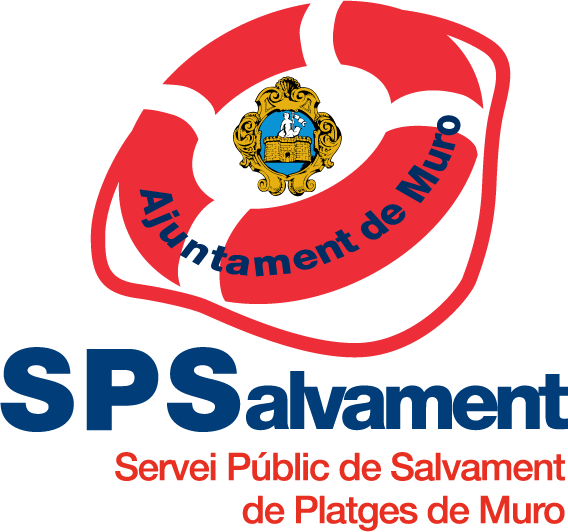 Ajuntament de Muro
SPSalvament
Servei Públic de Salvament
de Platges de Muro